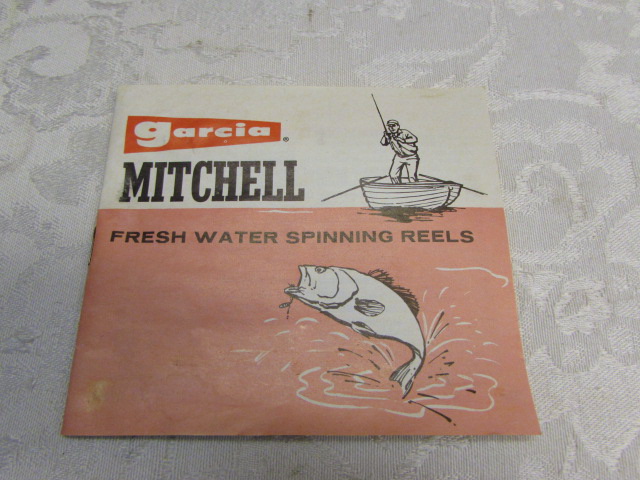 garcia®
MITCHELL
FRESH WATER SPINNING REELS